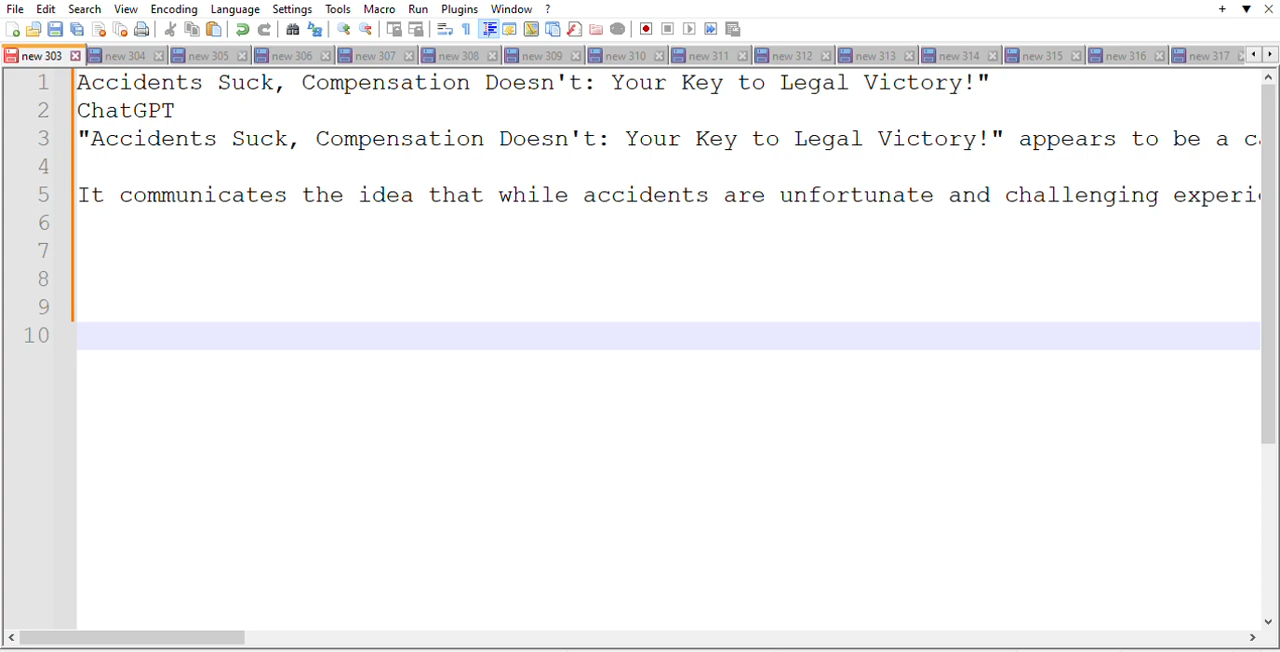 File Edit Search View Encoding Language Settings Tools Macro Run Plugins Window ? +
new 303 new 304 new 305 new 306 new 307 new 308 new 309 new 310 new 311 new 312 new 313 new 314 new 315 new 316 new 317
1 Accidents Suck, Compensation Doesn't: Your Key to Legal Victory!"
2 ChatGPT
3 "Accidents Suck, Compensation Doesn't: Your Key to Legal Victory!" appears to be a
4
5 It communicates the idea that while accidents are unfortunate and challenging
6
7
8
9
10